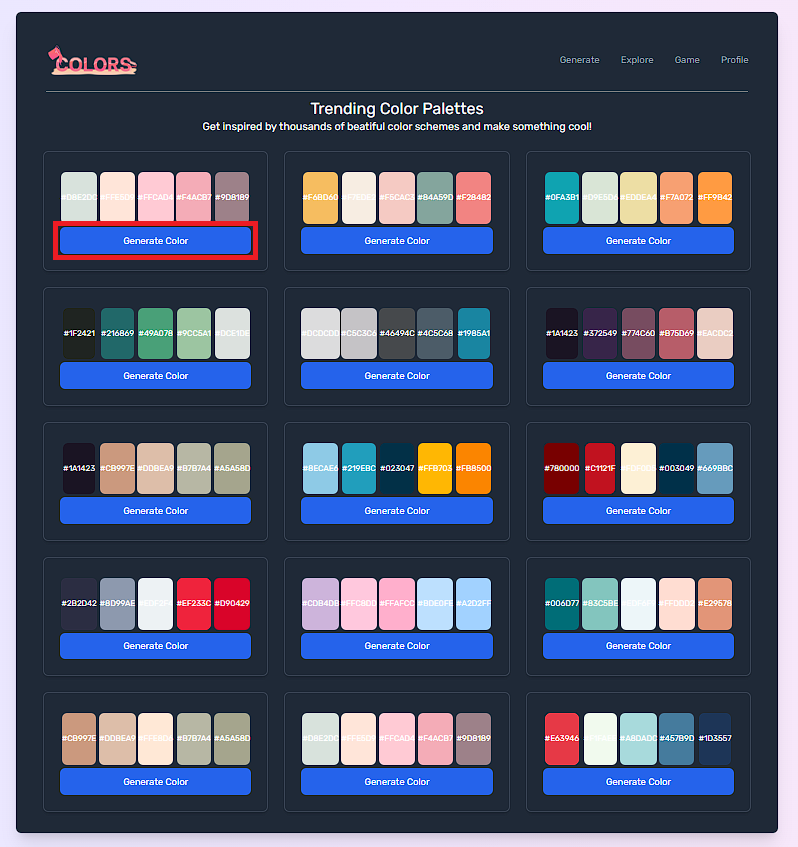 COLORS
Generate Explore Game Profile
Trending Color Palettes
Get inspired by thousands of beatiful color schemes and make something cool!
#D8E2DC #FFE5D9 #FFCAD4 #F4ACB7 #9D8189
#F6BD60 #F5CAC3 #84A59D #F28482
#0FA3B1 #D9E5D6 #EDDEA4 #F7A072 #FF9B42
Generate Color Generate Color Generate Color
#1F2421 #216869 #49A078 #9CC5A1 #DCE1DE
#DCDCDD #C5C3C6 #46494C #4C5C68 #1985A1
#1A1423 #372549 #774C60 #B75D69 #EACDC2
Generate Color Generate Color Generate Color
#1A1423 #CB997E #DDBEA9 #B7B7A4 #A5A58D
#8ECAE6 #219EBC #023047 #FFB703 #FB8500
#780000 #C1121F #003049 #669BBC
Generate Color Generate Color Generate Color
#2B2D42 #8D99AE #EF233C #D90429
#CDB4DB #FFC8DD #FFAFCC #BDE0FE #A2D2FF
#006D77 #83C5BE #FFDDD2 #E29578
Generate Color Generate Color Generate Color
#CB997E #DDBEA9 #B7B7A4 #A5A58D
#D8E2DC #FFE5D9 #FFCAD4 #F4ACB7 #9D8189
#E63946 #A8DADC #457B9D #1D3557
Generate Color Generate Color Generate Color